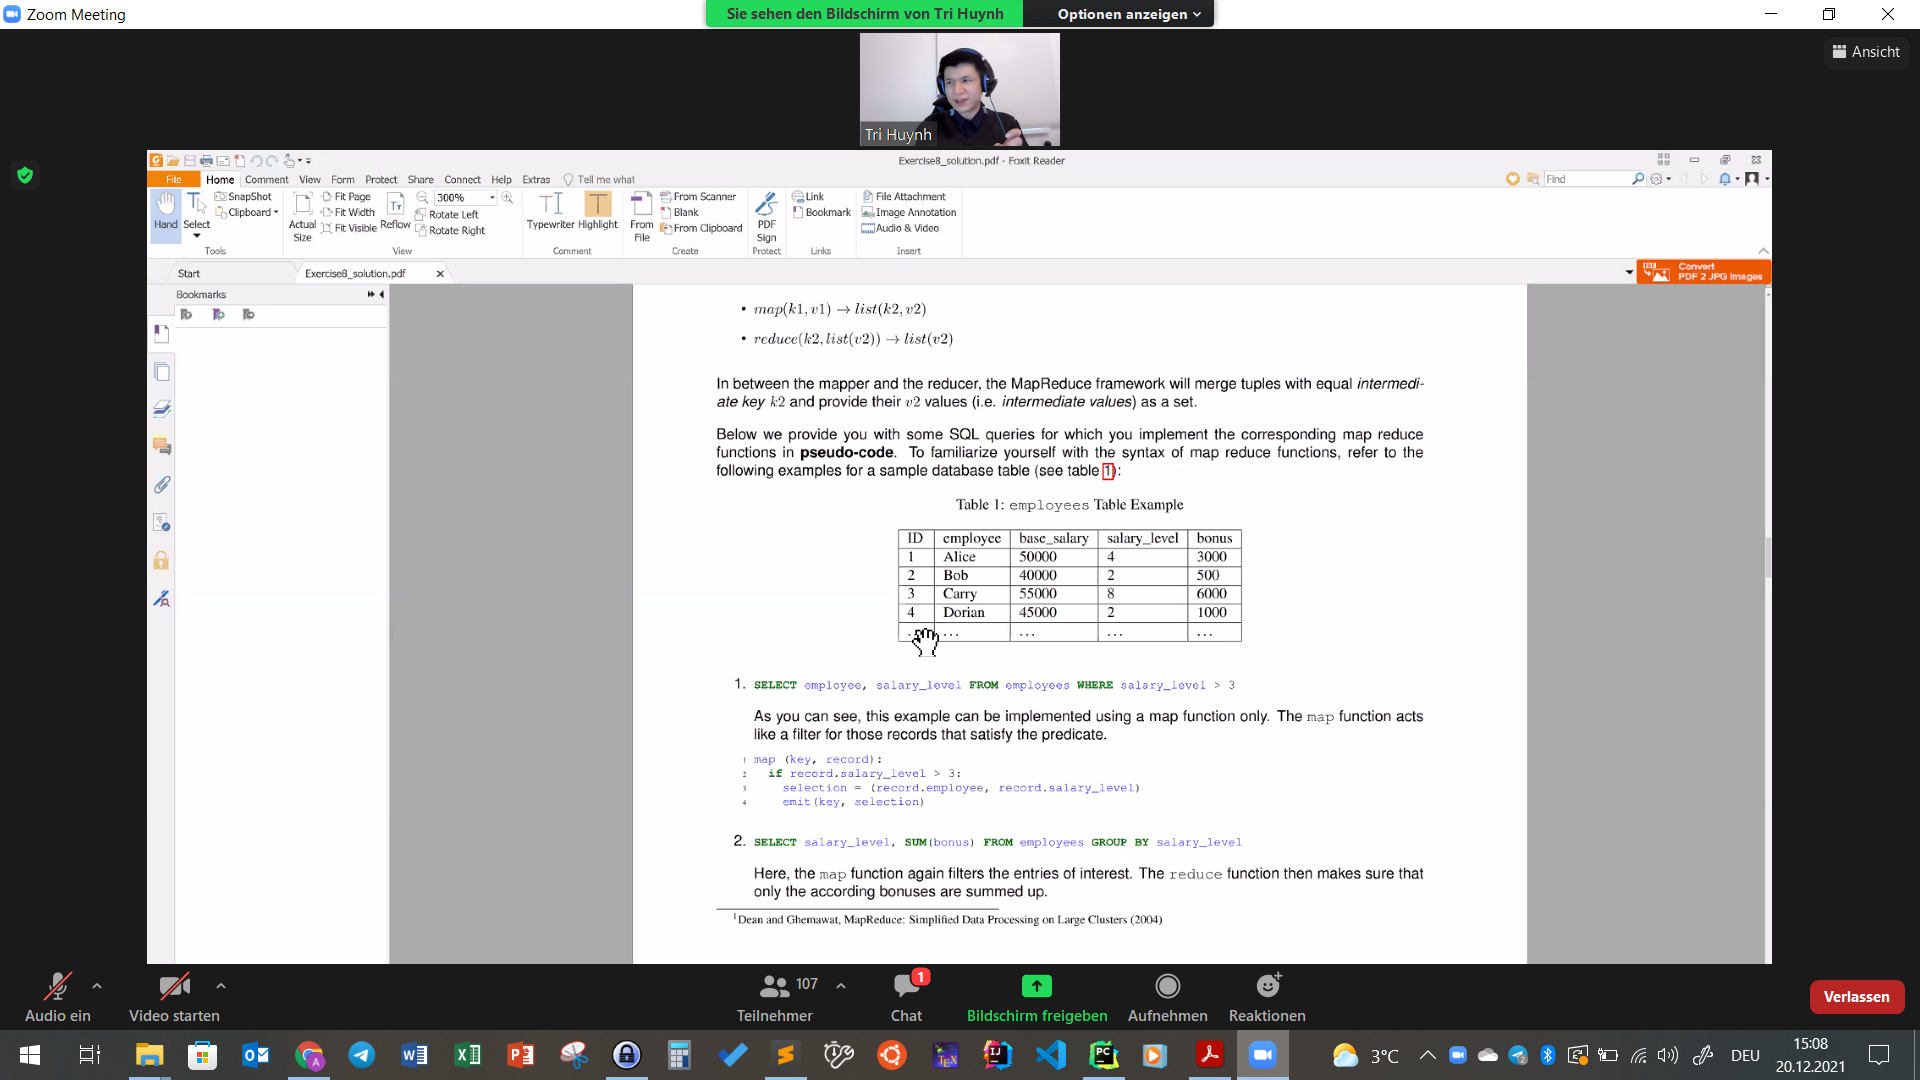 Zoom Meeting
Sie sehen den Bildschirm von Tri Huynh
Optionen anzeigen
Ansicht
Tri Huynh
Exercise8_solution.pdf - Foxit Reader
File Home Comment View Form Protect Share Connect Help Extras Tell me what
Find
Hand
Select
SnapShot
Clipboard
Tools
Actual Size
Fit Page
Fit Width
Fit Visible
Reflow
300%
Rotate Left
Rotate Right
View
Typewriter
Highlight
Comment
From File
From Scanner
Blank
From Clipboard
Create
PDF Sign
Protect
Link
Bookmark
Links
File Attachment
Image Annotation
Audio & Video
Insert
Start
Exercise8_solution.pdf
Convert
PDF 2 JPG Images
Bookmarks
• map(k1, v1) → list(k2, v2)
• reduce(k2, list(v2)) → list(v2)
In between the mapper and the reducer, the MapReduce framework will merge tuples with equal intermedi-
ate key k2 and provide their v2 values (i.e. intermediate values) as a set.
Below we provide you with some SQL queries for which you implement the corresponding map reduce
functions in pseudo-code. To familiarize yourself with the syntax of map reduce functions, refer to the
following examples for a sample database table (see table 1):
Table 1: employees Table Example
ID employee base_salary salary_level bonus
1 Alice 50000 4 3000
2 Bob 40000 2 500
3 Carry 55000 8 6000
4 Dorian 45000 2 1000
... ... ... ... ...
1. SELECT employee, salary_level FROM employees WHERE salary_level > 3
As you can see, this example can be implemented using a map function only. The map function acts
like a filter for those records that satisfy the predicate.
1 map (key, record):
2 if record.salary_level > 3:
3 selection = (record.employee, record.salary_level)
4 emit(key, selection)
2. SELECT salary_level, SUM(bonus) FROM employees GROUP BY salary_level
Here, the map function again filters the entries of interest. The reduce function then makes sure that
only the according bonuses are summed up.
1 Dean and Ghemawat, MapReduce: Simplified Data Processing on Large Clusters (2004)
Audio ein
Video starten
107
Teilnehmer
1
Chat
Bildschirm freigeben
Aufnehmen
Reaktionen
Verlassen
3°C
DEU
15:08
20.12.2021